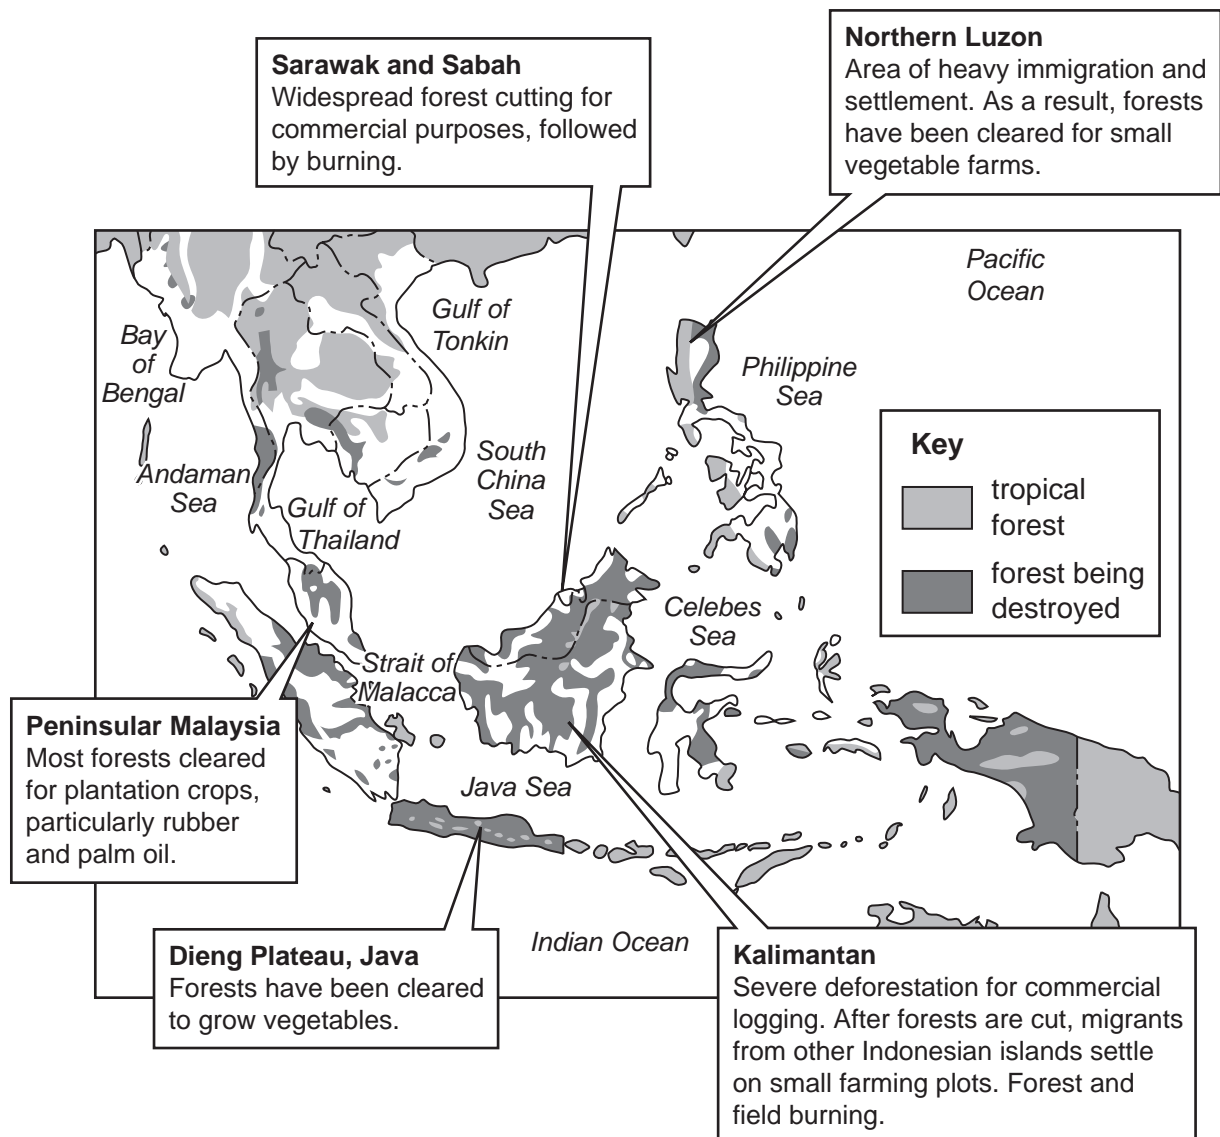 Sarawak and Sabah
Widespread forest cutting for
commercial purposes, followed
by burning.
Northern Luzon
Area of heavy immigration and
settlement. As a result, forests
have been cleared for small
vegetable farms.
Pacific
Ocean
Gulf of
Tonkin
Bay
of
Bengal
Philippine
Sea
Key
tropical
forest
forest being
destroyed
South
China
Sea
Andaman
Sea
Gulf of
Thailand
Celebes
Sea
Strait of
Malacca
Peninsular Malaysia
Most forests cleared
for plantation crops,
particularly rubber
and palm oil.
Java Sea
Indian Ocean
Dieng Plateau, Java
Forests have been cleared
to grow vegetables.
Kalimantan
Severe deforestation for commercial
logging. After forests are cut, migrants
from other Indonesian islands settle
on small farming plots. Forest and
field burning.